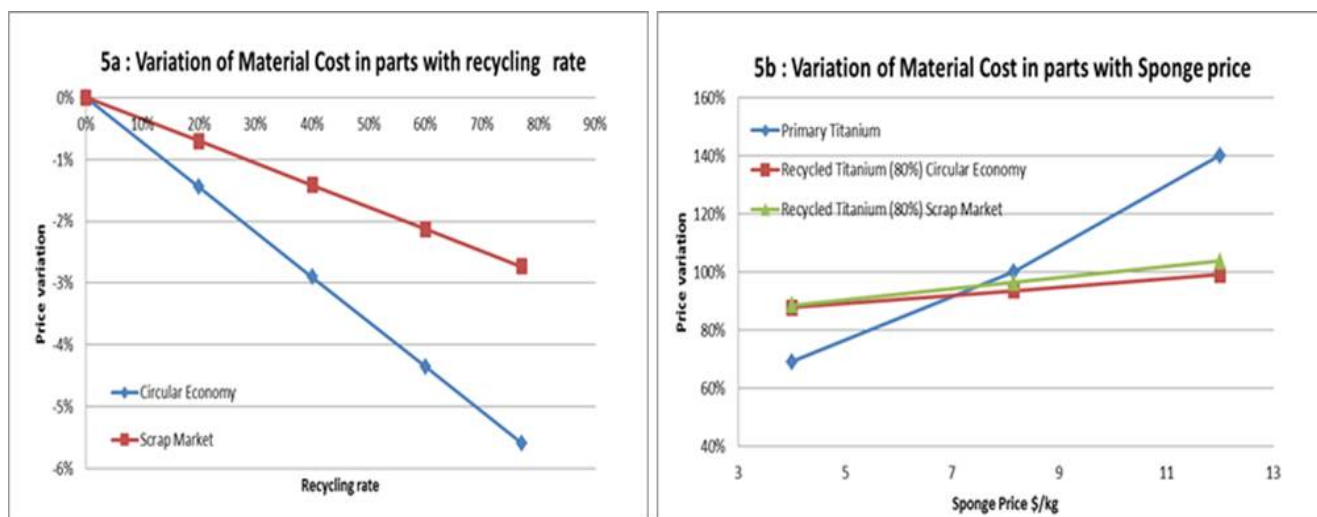 5a : Variation of Material Cost in parts with recycling rate
0%
0% 10% 20% 30% 40% 50% 60% 70% 80% 90%
-1%
-2%
-3%
-4%
-5%
-6%
Price variation
Circular Economy
Scrap Market
Recycling rate
5b : Variation of Material Cost in parts with Sponge price
160%
140%
120%
100%
80%
60%
40%
Price variation
Primary Titanium
Recycled Titanium (80%) Circular Economy
Recycled Titanium (80%) Scrap Market
3 5 7 9 11 13
Sponge Price $/kg